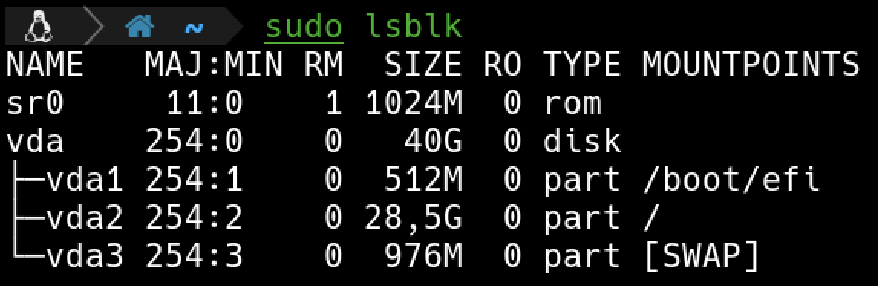 ~ sudo lsblk
NAME   MAJ:MIN RM  SIZE RO TYPE MOUNTPOINTS
sr0     11:0    1 1024M  0 rom
vda    254:0    0   40G  0 disk
├─vda1 254:1    0  512M  0 part /boot/efi
├─vda2 254:2    0 28,5G  0 part /
└─vda3 254:3    0  976M  0 part [SWAP]